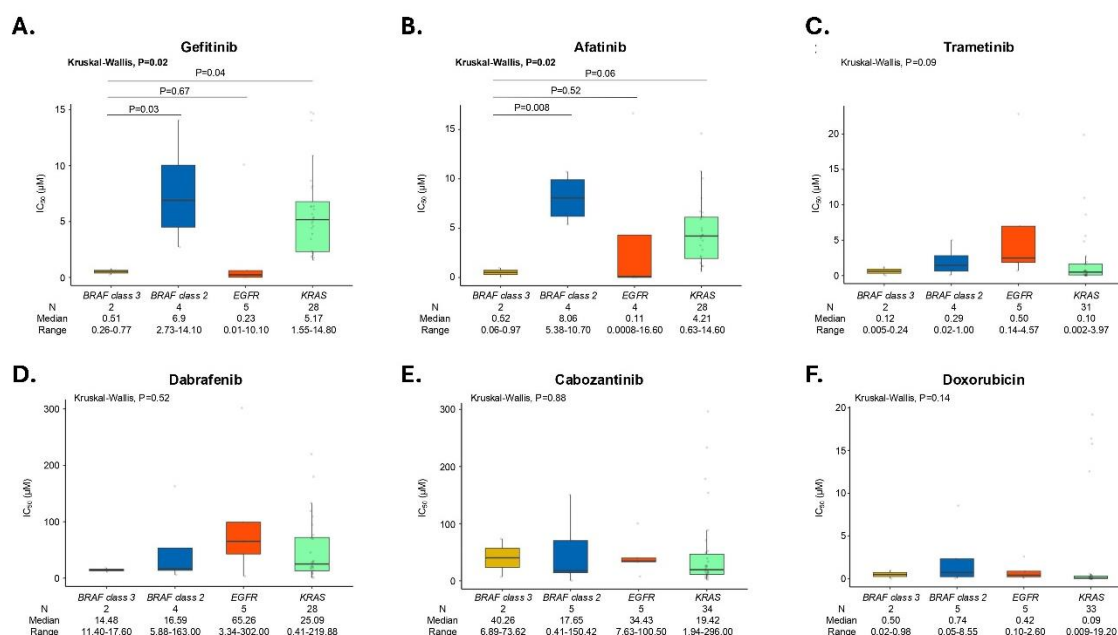 A.
Gefitinib
Kruskal-Wallis, P=0.02
P=0.04
P=0.67
P=0.03
15
10
5
0
IC50 (µM)
BRAF class 3 BRAF class 2 EGFR KRAS
N 2 4 5 28
Median 0.51 6.9 0.23 5.17
Range 0.26-0.77 2.73-14.10 0.01-10.10 1.55-14.80
B.
Afatinib
Kruskal-Wallis, P=0.02
P=0.06
P=0.52
P=0.008
15
10
5
0
IC50 (µM)
BRAF class 3 BRAF class 2 EGFR KRAS
N 2 4 4 28
Median 0.52 8.06 0.11 4.21
Range 0.06-0.97 5.38-10.70 0.0008-16.60 0.63-14.60
C.
Trametinib
Kruskal-Wallis, P=0.09
20
15
10
5
0
IC50 (µM)
BRAF class 3 BRAF class 2 EGFR KRAS
N 2 4 5 31
Median 0.12 0.29 0.50 0.10
Range 0.005-0.24 0.02-1.00 0.14-4.57 0.002-3.97
D.
Dabrafenib
Kruskal-Wallis, P=0.52
300
200
100
0
IC50 (µM)
BRAF class 3 BRAF class 2 EGFR KRAS
N 2 4 5 28
Median 14.48 16.59 65.26 25.09
Range 11.40-17.60 5.88-163.00 3.34-302.00 0.41-219.88
E.
Cabozantinib
Kruskal-Wallis, P=0.88
300
200
100
0
IC50 (µM)
BRAF class 3 BRAF class 2 EGFR KRAS
N 2 5 5 34
Median 40.26 17.65 34.43 19.42
Range 6.89-73.62 0.41-150.42 7.63-100.50 1.94-296.00
F.
Doxorubicin
Kruskal-Wallis, P=0.14
20
15
10
5
0
IC50 (µM)
BRAF class 3 BRAF class 2 EGFR KRAS
N 2 5 5 33
Median 0.50 0.74 0.42 0.09
Range 0.02-0.98 0.05-8.55 0.10-2.60 0.009-19.20